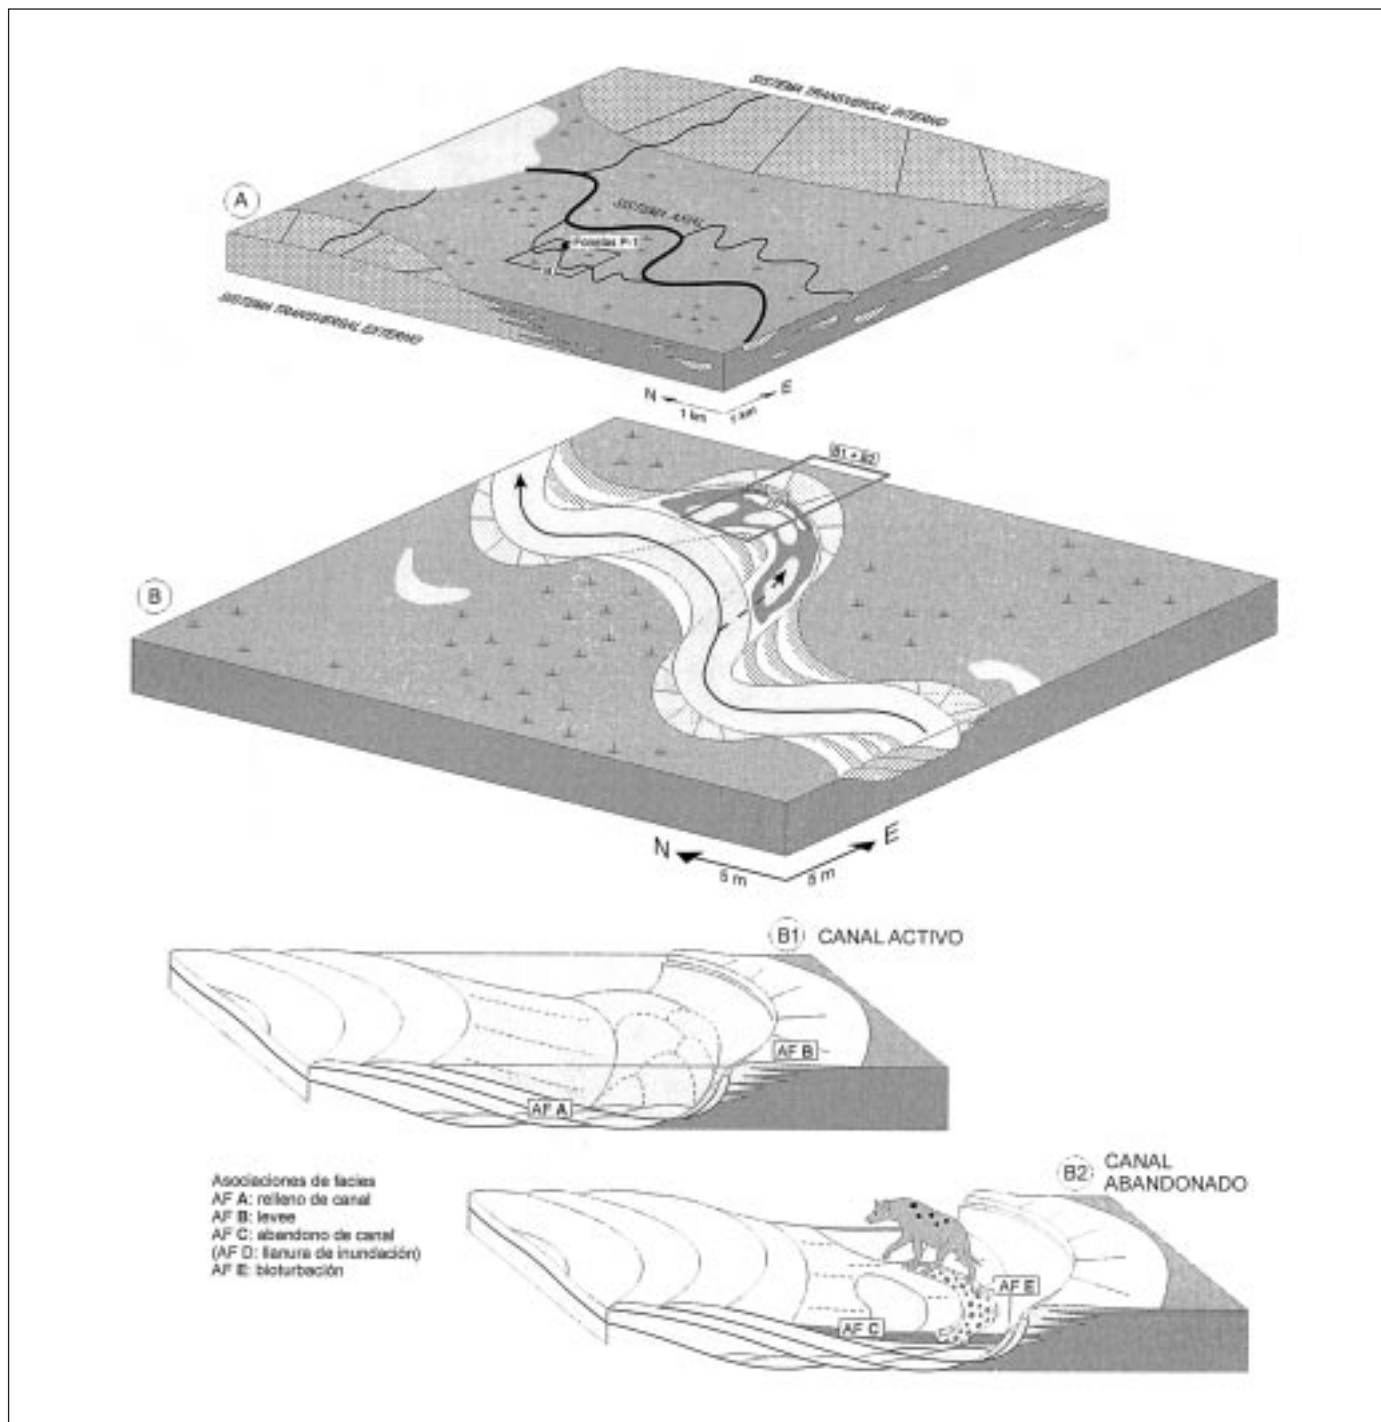 SISTEMA TRANSVERSAL INTERNO
A
SISTEMA AXIAL
Fonelas P-1
SISTEMA TRANSVERSAL EXTERNO
N
E
1 km
1 km
B1 + B2
B
N
E
5 m
5 m
B1 CANAL ACTIVO
AF B
AF A
B2 CANAL
ABANDONADO
Asociaciones de facies
AF A: relleno de canal
AF B: levee
AF C: abandono de canal
(AF D: llanura de inundación)
AF E: bioturbación
AF E
AF C